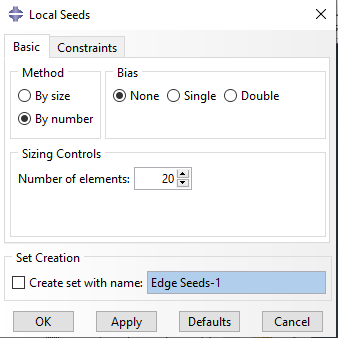 Local Seeds
Basic Constraints
Method Bias
By size None Single Double
By number
Sizing Controls
Number of elements: 20
Set Creation
Create set with name: Edge Seeds-1
OK Apply Defaults Cancel